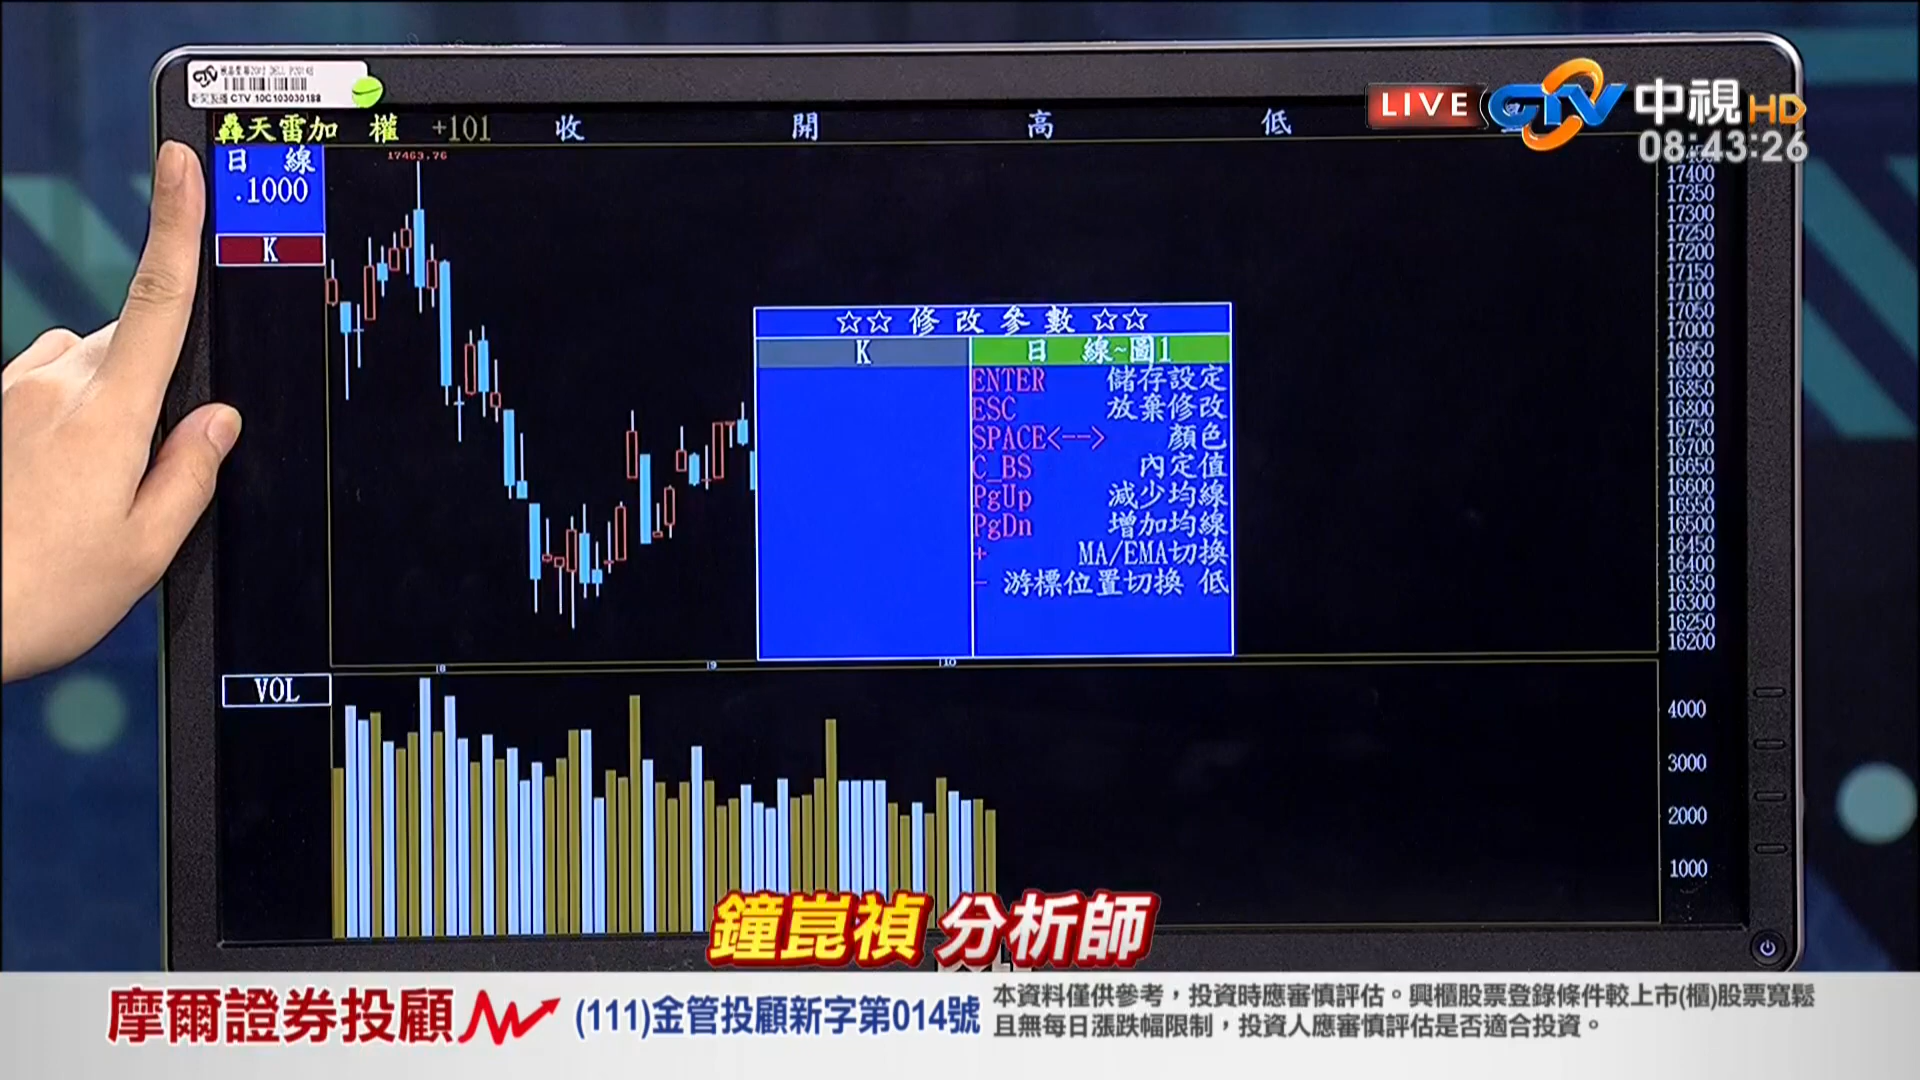 CTV 10C103030188
LIVE CTV 中視 HD
08:43:26
轟天雷加 權 +101 收 開 高 低
日 線
.1000
K
17463.76
17400
17350
17300
17250
17200
17150
17100
17050
17000
16950
16900
16850
16800
16750
16700
16650
16600
16550
16500
16450
16400
16350
16300
16250
16200
☆☆ 修 改 參 數 ☆☆
K 日 線~圖1
ENTER 儲存設定
ESC 放棄修改
SPACE<--> 顏色
C_BS 內定值
PgUp 減少均線
PgDn 增加均線
+ MA/EMA切換
- 游標位置切換 低
8 9 10
VOL
4000
3000
2000
1000
鐘崑禎 分析師
摩爾證券投顧 (111)金管投顧新字第014號
本資料僅供參考，投資時應審慎評估。興櫃股票登錄條件較上市(櫃)股票寬鬆
且無每日漲跌幅限制，投資人應審慎評估是否適合投資。